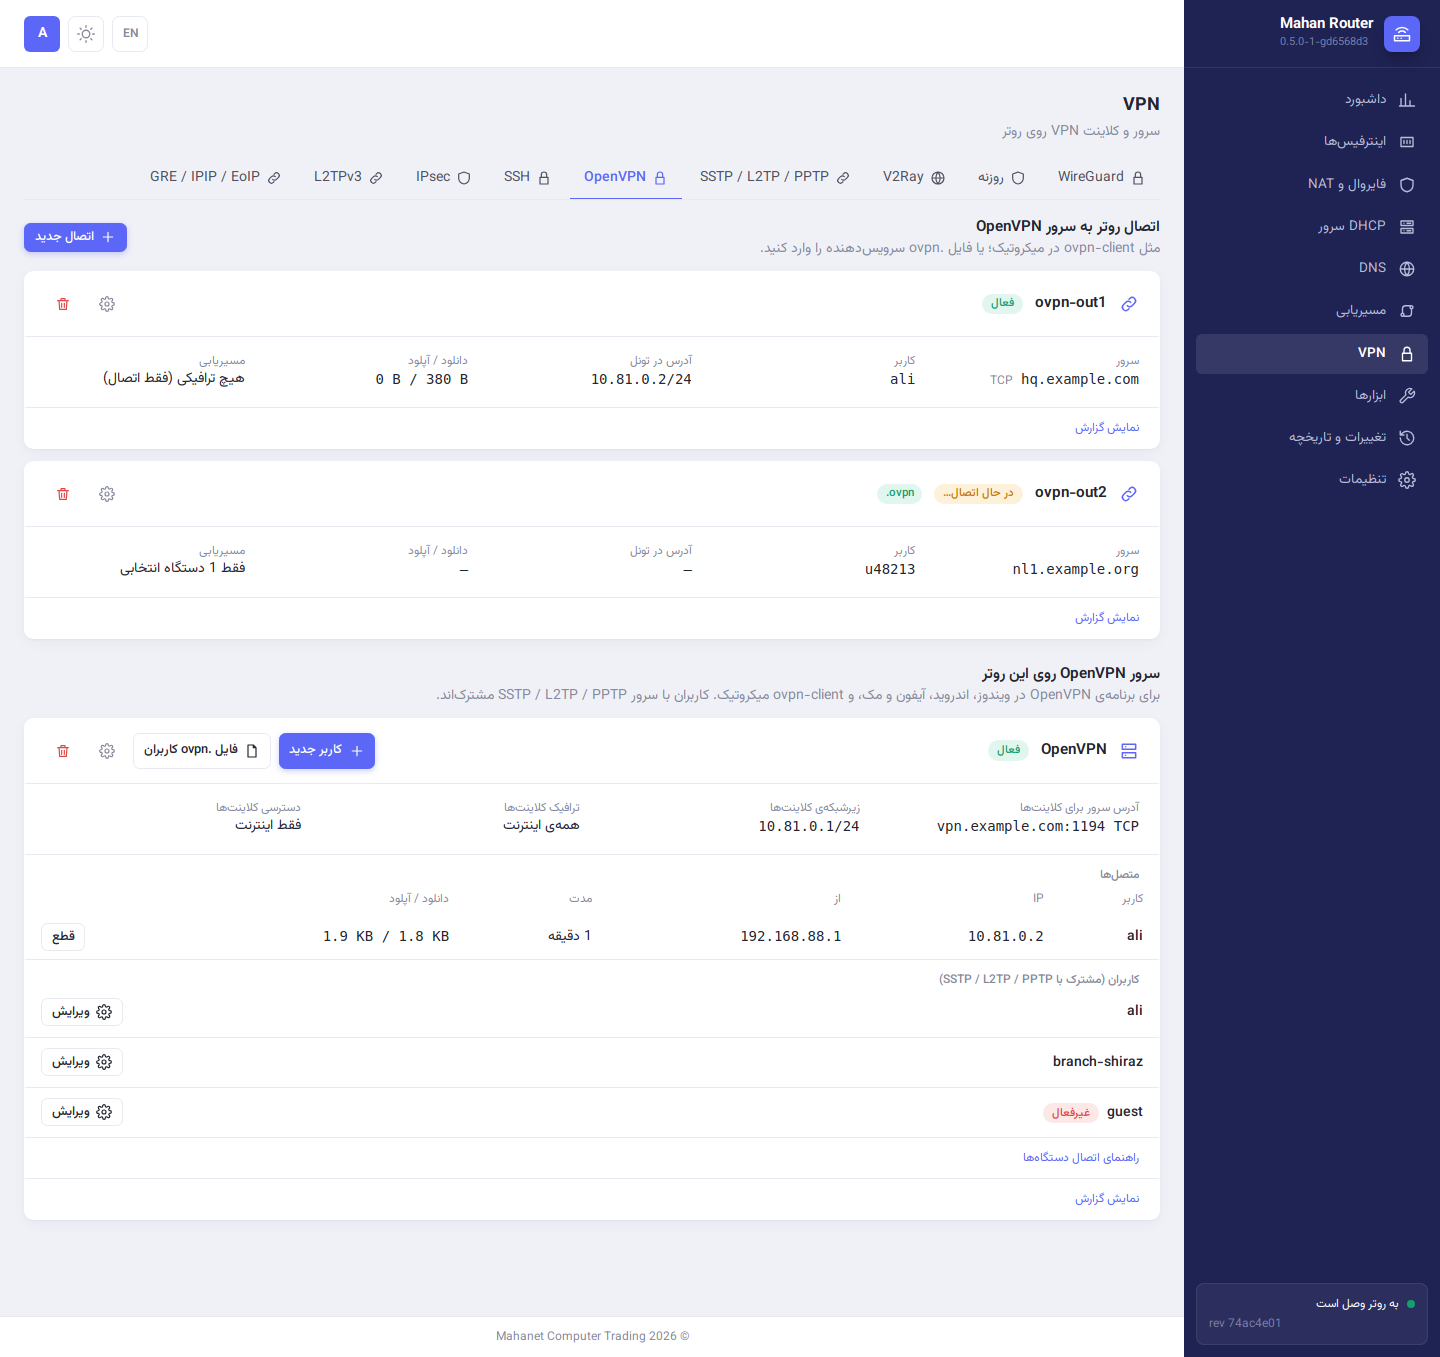 Mahan Router
0.5.0-1-gd6568d3
داشبورد
اینترفیس‌ها
فایروال و NAT
سرور DHCP
DNS
مسیریابی
VPN
ابزارها
تغییرات و تاریخچه
تنظیمات
به روتر وصل است
rev 74ac4e01
EN
A
VPN
سرور و کلاینت VPN روی روتر
WireGuard
روزنه
V2Ray
SSTP / L2TP / PPTP
OpenVPN
SSH
IPsec
L2TPv3
GRE / IPIP / EoIP
اتصال روتر به سرور OpenVPN
مثل ovpn-client در میکروتیک؛ یا فایل .ovpn سرویس‌دهنده را وارد کنید.
اتصال جدید
ovpn-out1 فعال
سرور کاربر آدرس در تونل دانلود / آپلود مسیریابی
hq.example.com TCP ali 10.81.0.2/24 0 B / 380 B هیچ ترافیکی (فقط اتصال)
نمایش گزارش
ovpn-out2 در حال اتصال... .ovpn
سرور کاربر آدرس در تونل دانلود / آپلود مسیریابی
nl1.example.org u48213 — — فقط 1 دستگاه انتخابی
نمایش گزارش
سرور OpenVPN روی این روتر
برای برنامه‌ی OpenVPN در ویندوز، اندروید، آیفون و مک، و ovpn-client میکروتیک. کاربران با سرور SSTP / L2TP / PPTP مشترک‌اند.
OpenVPN فعال کاربر جدید فایل .ovpn کاربران
آدرس سرور برای کلاینت‌ها زیرشبکه‌ی کلاینت‌ها ترافیک کلاینت‌ها دسترسی کلاینت‌ها
vpn.example.com:1194 TCP 10.81.0.1/24 همه‌ی اینترنت فقط اینترنت
متصل‌ها
کاربر IP از مدت دانلود / آپلود
ali 10.81.0.2 192.168.88.1 1 دقیقه 1.9 KB / 1.8 KB قطع
کاربران (مشترک با SSTP / L2TP / PPTP)
ali ویرایش
branch-shiraz ویرایش
guest غیرفعال ویرایش
راهنمای اتصال دستگاه‌ها
نمایش گزارش
© 2026 Mahanet Computer Trading